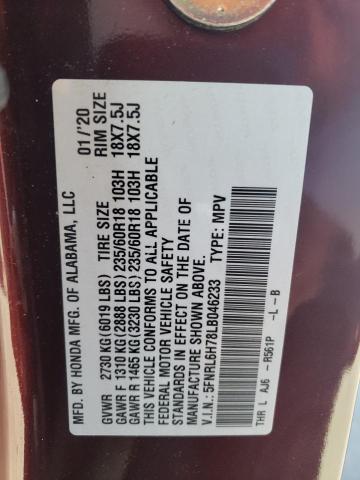 MFD. BY HONDA MFG. OF ALABAMA, LLC 01/'20
TIRE SIZE RIM SIZE
GVWR 2730 KG (6019 LBS)
GAWR F 1310 KG (2888 LBS) 235/60R18 103H 18X7.5J
GAWR R 1465 KG (3230 LBS) 235/60R18 103H 18X7.5J
THIS VEHICLE CONFORMS TO ALL APPLICABLE
FEDERAL MOTOR VEHICLE SAFETY
STANDARDS IN EFFECT ON THE DATE OF
MANUFACTURE SHOWN ABOVE.
V.I.N.: 5FNRL6H78LB046233 TYPE: MPV
THR L AJ6 - R561P -L-B